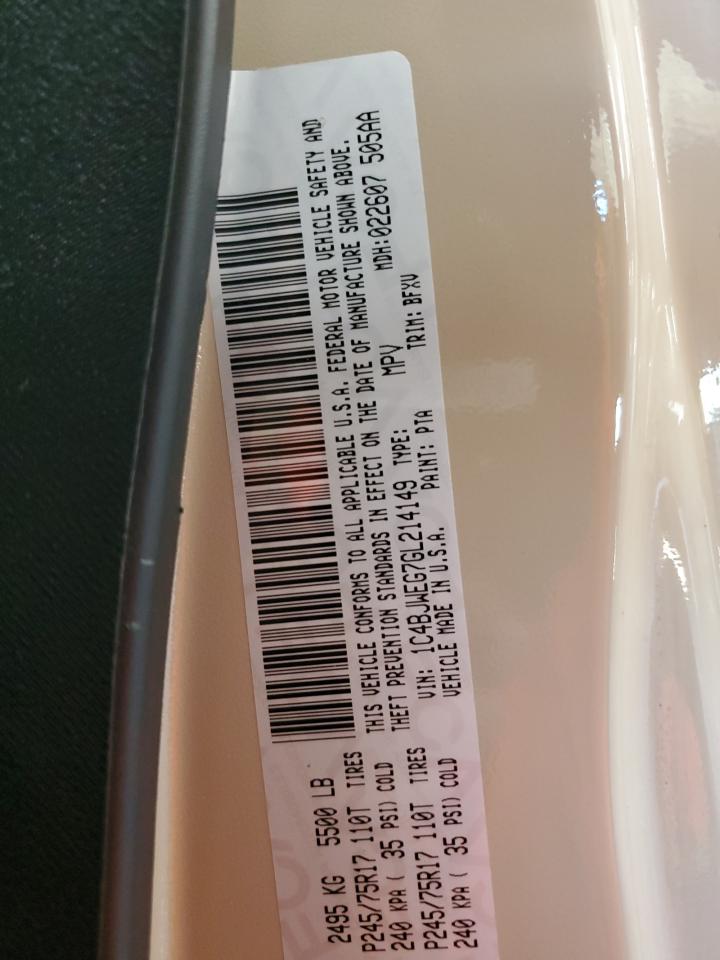 2495 KG 5500 LB
P245/75R17 110T TIRES
240 KPA ( 35 PSI) COLD
P245/75R17 110T TIRES
240 KPA ( 35 PSI) COLD
THIS VEHICLE CONFORMS TO ALL APPLICABLE U.S.A. FEDERAL MOTOR VEHICLE SAFETY AND
THEFT PREVENTION STANDARDS IN EFFECT ON THE DATE OF MANUFACTURE SHOWN ABOVE.
VIN: 1C4BJWEG7GL214149 TYPE: MPV MDH:022607 505AA
VEHICLE MADE IN U.S.A. PAINT: PTA TRIM: BFXV